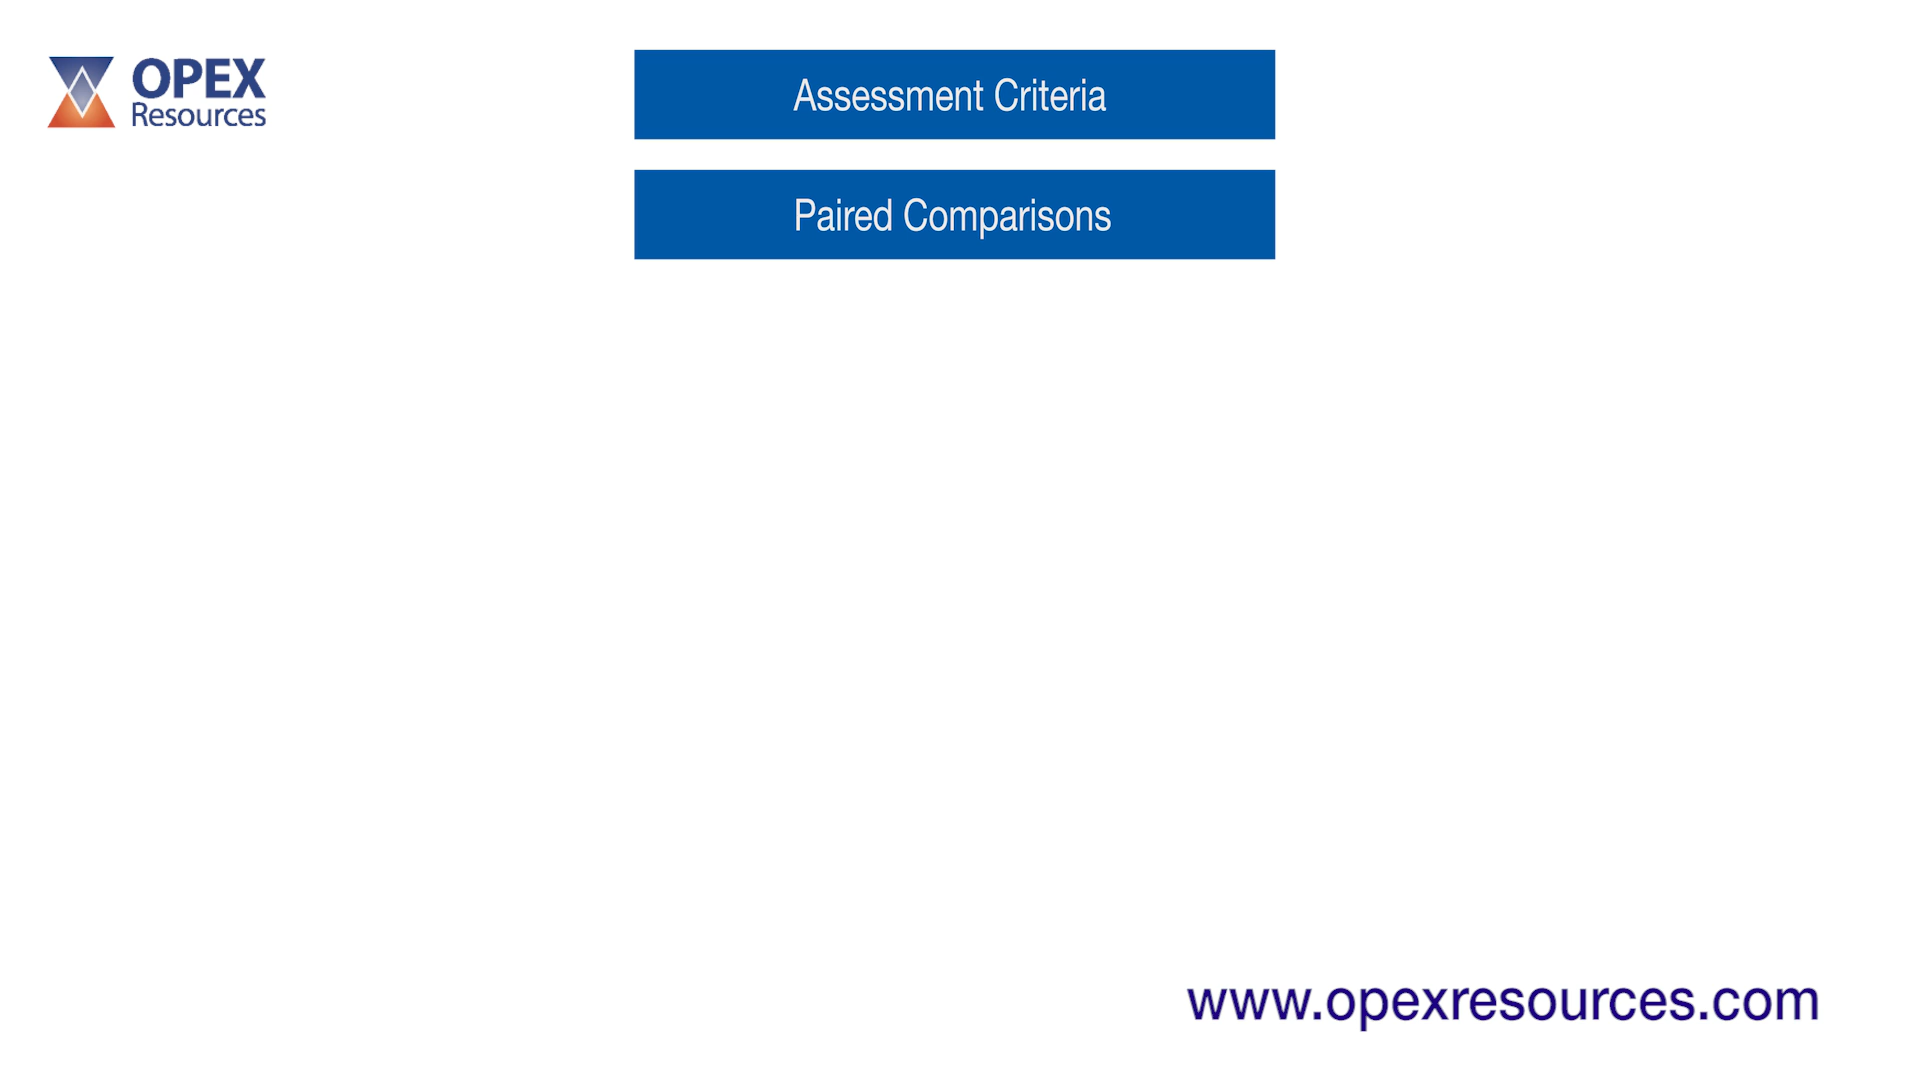 OPEX
Resources
Assessment Criteria
Paired Comparisons
www.opexresources.com